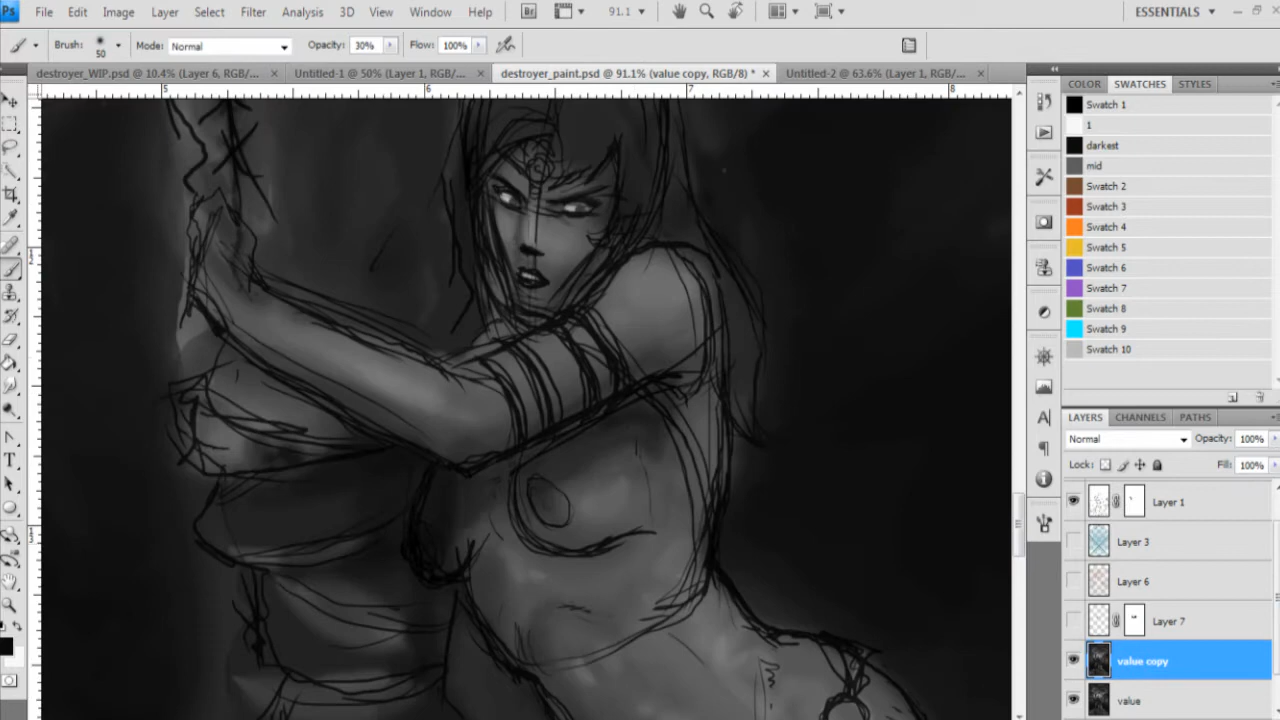 Ps File Edit Image Layer Select Filter Analysis 3D View Window Help Br 91.1 ESSENTIALS
Brush: 50 Mode: Normal Opacity: 30% Flow: 100%
destroyer_WIP.psd @ 10.4% (Layer 6, RGB/... × Untitled-1 @ 50% (Layer 1, RGB/... × destroyer_paint.psd @ 91.1% (value copy, RGB/8) * × Untitled-2 @ 63.6% (Layer 1, RGB/... ×
5 6 7 8
COLOR SWATCHES STYLES
Swatch 1
1
darkest
mid
Swatch 2
Swatch 3
Swatch 4
Swatch 5
Swatch 6
Swatch 7
Swatch 8
Swatch 9
Swatch 10
LAYERS CHANNELS PATHS
Normal Opacity: 100%
Lock: Fill: 100%
Layer 1
Layer 3
Layer 6
Layer 7
value copy
value